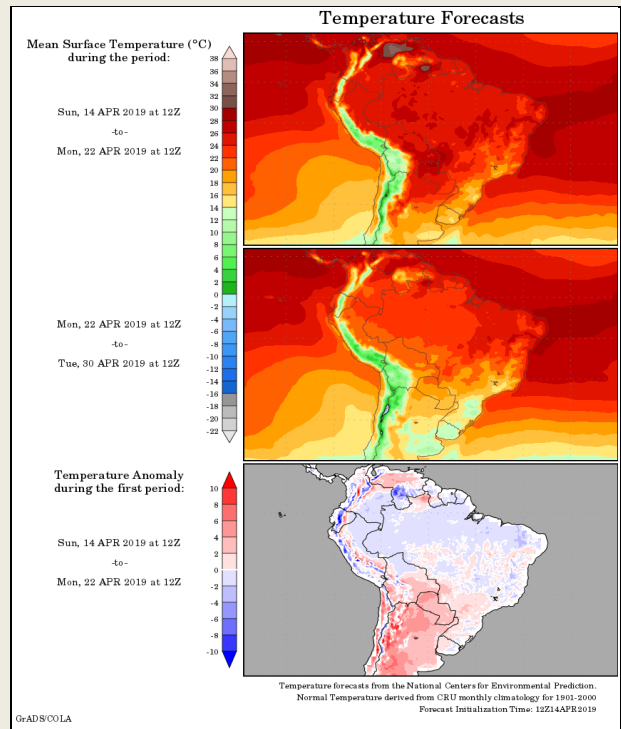 Temperature Forecasts
Mean Surface Temperature (°C)
during the period:
38
36
34
32
30
28
26
24
22
20
18
16
14
12
10
8
6
4
2
0
-2
-4
-6
-8
-10
-12
-14
-16
-17
-18
-20
-22
Sun, 14 APR 2019 at 12Z
-to-
Mon, 22 APR 2019 at 12Z
Mon, 22 APR 2019 at 12Z
-to-
Tue, 30 APR 2019 at 12Z
Temperature Anomaly
during the first period:
10
8
6
4
2
0
-2
-4
-6
-8
-10
Sun, 14 APR 2019 at 12Z
-to-
Mon, 22 APR 2019 at 12Z
Temperature forecasts from the National Centers for Environmental Prediction.
Normal Temperature derived from CRU monthly climatology for 1901-2000
Forecast Initialization Time: 12Z14APR2019
GrADS/COLA